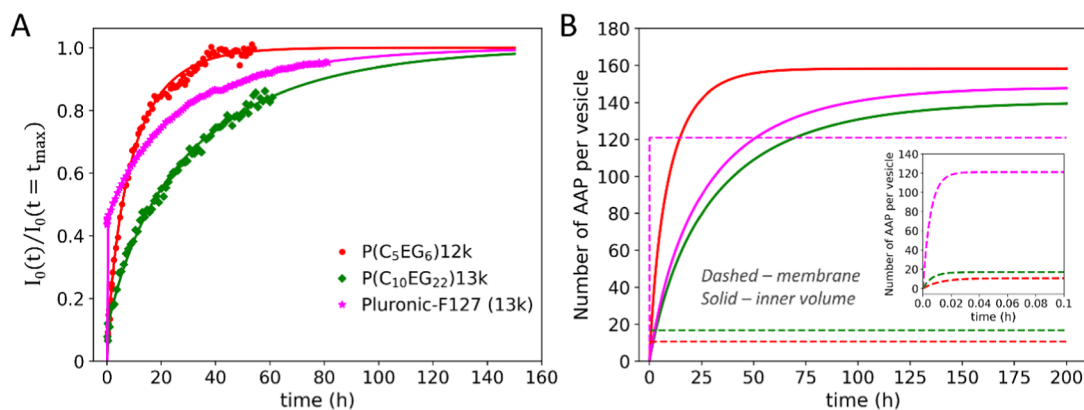 A
I₀(t)/I₀(t = tₘₐₓ)
1.0
0.8
0.6
0.4
0.2
0.0
P(C₅EG₆)12k
P(C₁₀EG₂₂)13k
Pluronic-F127 (13k)
0 20 40 60 80 100 120 140 160
time (h)
B
Number of AAP per vesicle
180
160
140
120
100
80
60
40
20
0
Dashed – membrane
Solid – inner volume
Number of AAP per vesicle
140
120
100
80
60
40
20
0
0 0.02 0.04 0.06 0.08 0.1
time (h)
0 25 50 75 100 125 150 175 200
time (h)